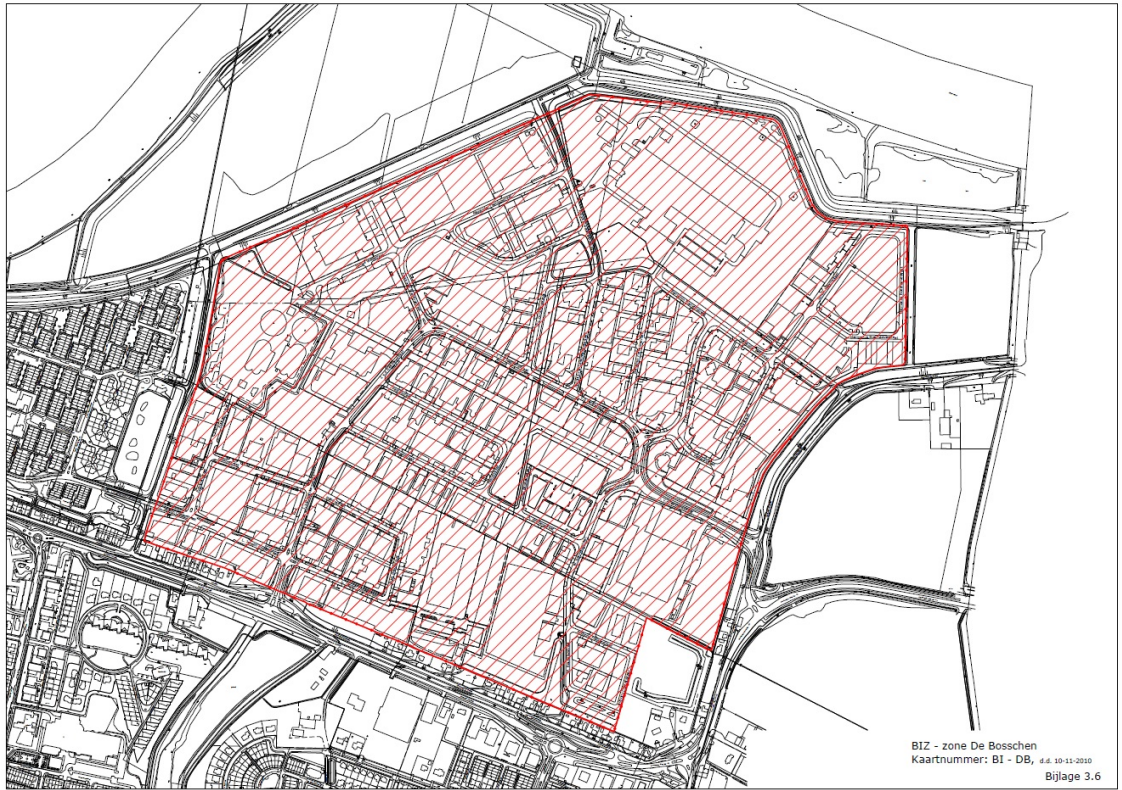 BIZ - zone De Bosschen
Kaartnummer: BI - DB, d.d. 10-11-2010
Bijlage 3.6